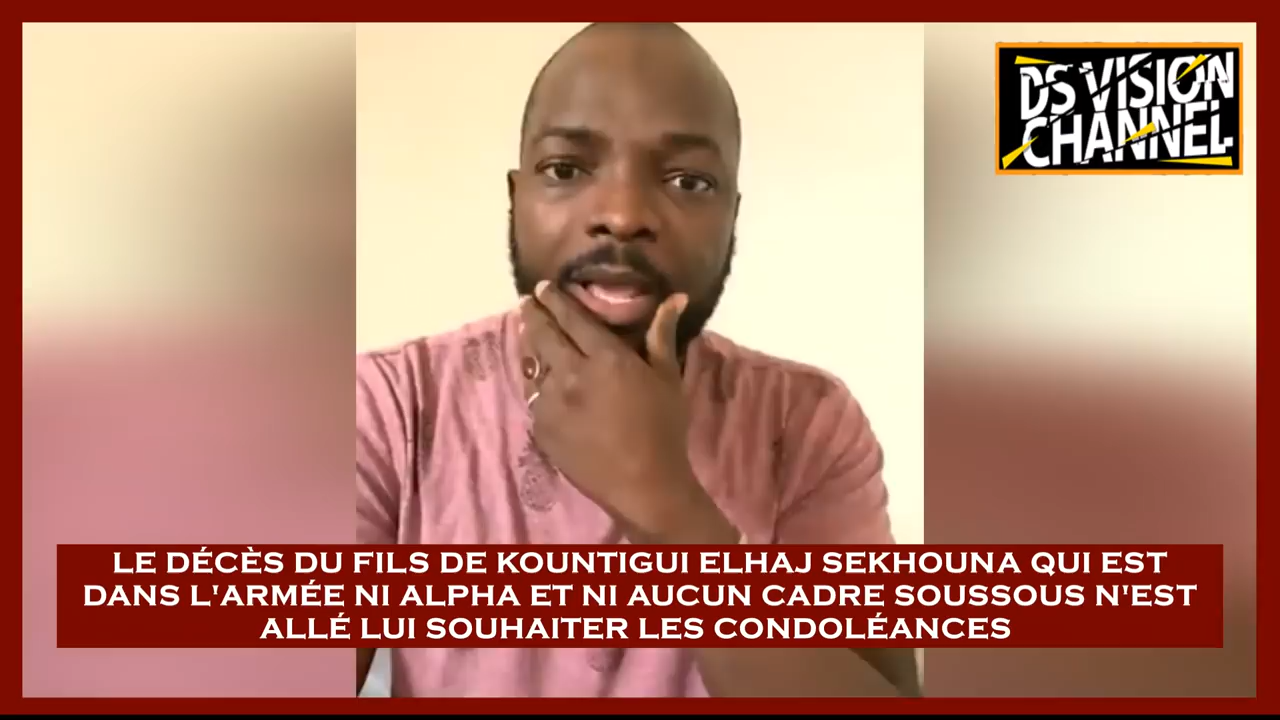 DS VISION
CHANNEL
LE DÉCÈS DU FILS DE KOUNTIGUI ELHAJ SEKHOUNA QUI EST
DANS L'ARMÉE NI ALPHA ET NI AUCUN CADRE SOUSSOUS N'EST
ALLÉ LUI SOUHAITER LES CONDOLÉANCES